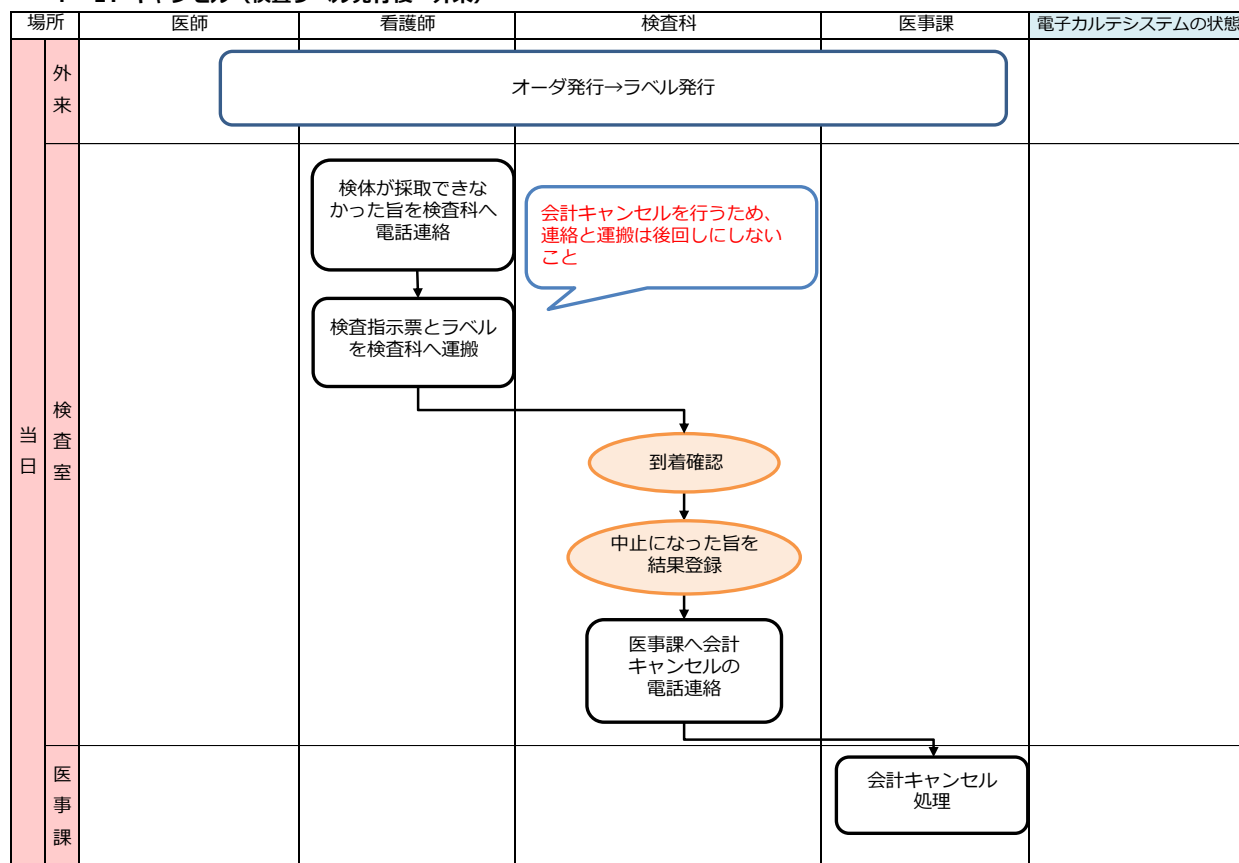 場所
医師
看護師
検査科
医事課
電子カルテシステムの状態
当日
外来
オーダ発行→ラベル発行
検査室
検体が採取できな
かった旨を検査科へ
電話連絡
会計キャンセルを行うため、
連絡と運搬は後回しにしない
こと
検査指示票とラベル
を検査科へ運搬
到着確認
中止になった旨を
結果登録
医事課へ会計
キャンセルの
電話連絡
医事課
会計キャンセル
処理